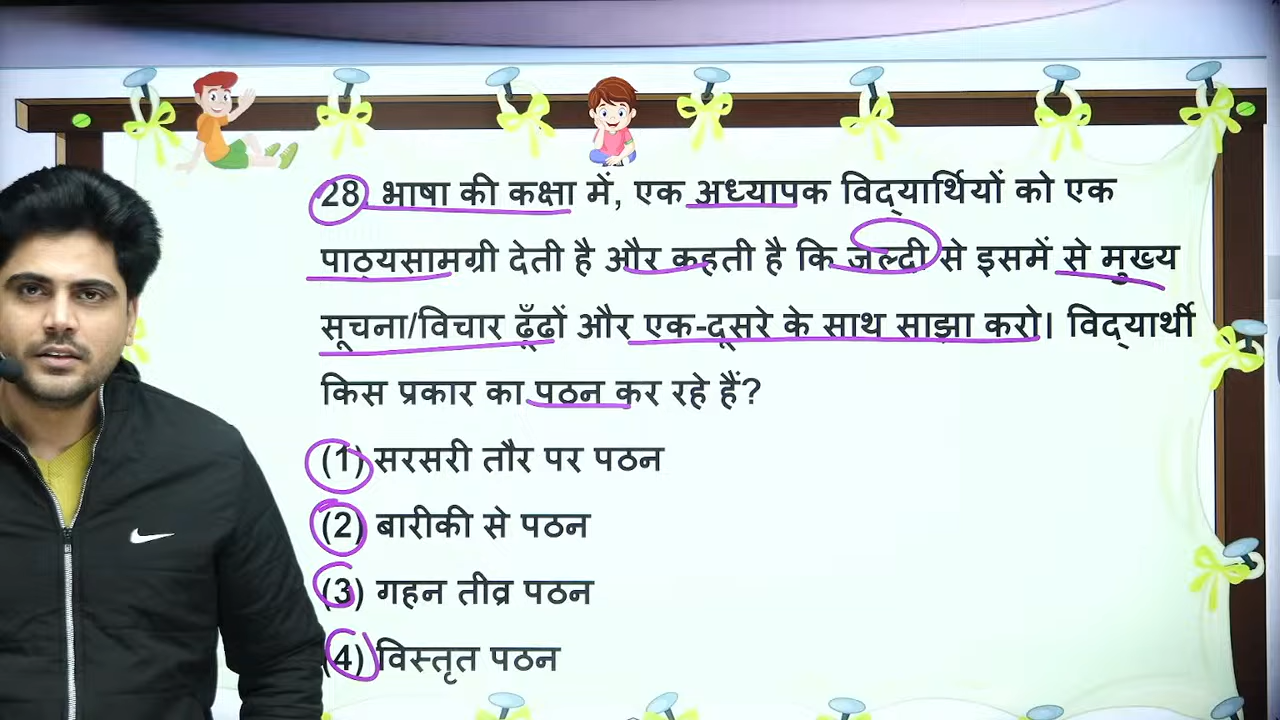 28. भाषा की कक्षा में, एक अध्यापक विद्यार्थियों को एक
पाठ्यसामग्री देती है और कहती है कि जल्दी से इसमें से मुख्य
सूचना/विचार ढूँढों और एक-दूसरे के साथ साझा करो। विद्यार्थी
किस प्रकार का पठन कर रहे हैं?
(1) सरसरी तौर पर पठन
(2) बारीकी से पठन
(3) गहन तीव्र पठन
(4) विस्तृत पठन